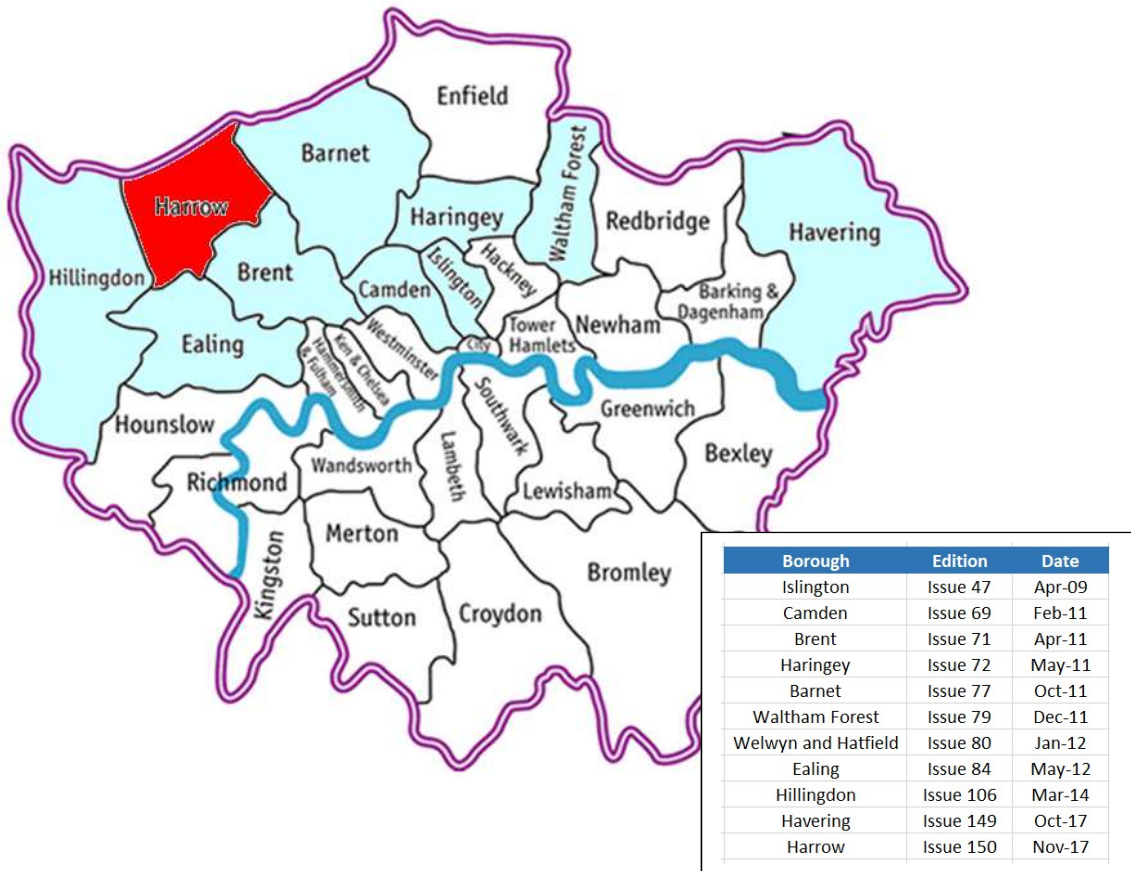 Enfield
Barnet
Waltham Forest
Harrow
Haringey
Redbridge
Havering
Hillingdon
Brent
Camden
Islington
Hackney
Barking &
Dagenham
Ealing
Hammersmith
& Fulham
Ken & Chelsea
Westminster
City
Tower
Hamlets
Newham
Hounslow
Greenwich
Richmond
Wandsworth
Lambeth
Southwark
Lewisham
Bexley
Kingston
Merton
Bromley
Sutton
Croydon
Borough Edition Date
Islington Issue 47 Apr-09
Camden Issue 69 Feb-11
Brent Issue 71 Apr-11
Haringey Issue 72 May-11
Barnet Issue 77 Oct-11
Waltham Forest Issue 79 Dec-11
Welwyn and Hatfield Issue 80 Jan-12
Ealing Issue 84 May-12
Hillingdon Issue 106 Mar-14
Havering Issue 149 Oct-17
Harrow Issue 150 Nov-17